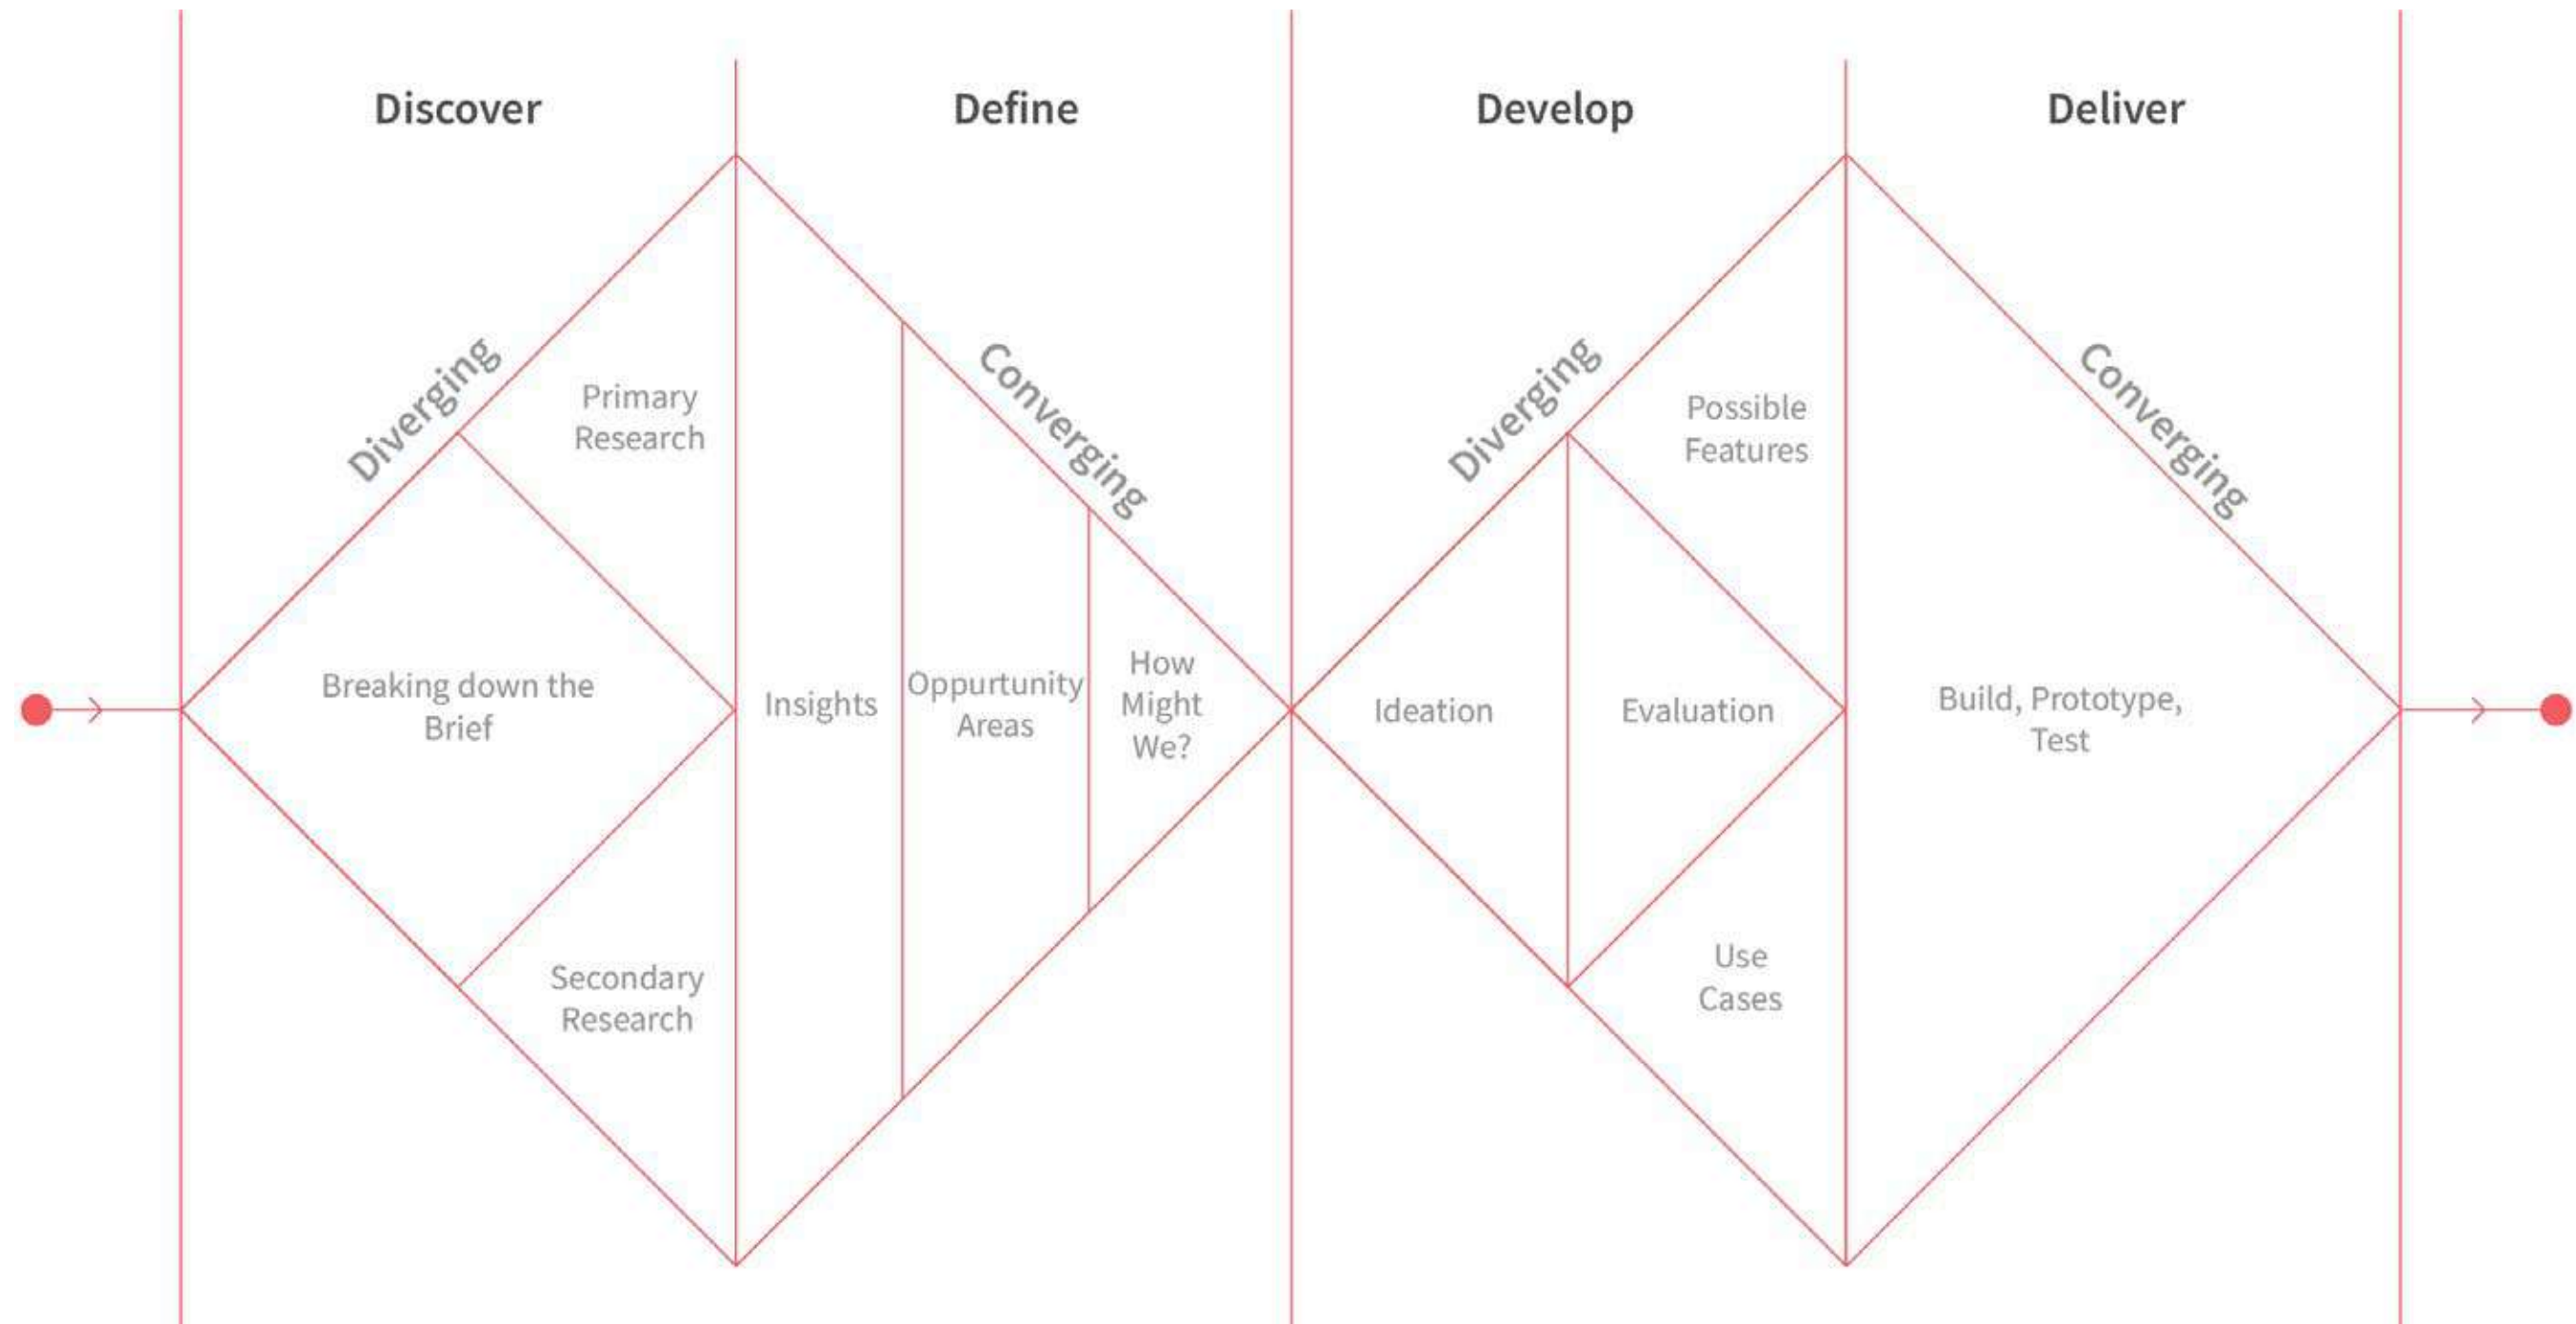 Discover
Define
Develop
Deliver
Diverging
Converging
Diverging
Converging
Primary
Research
Breaking down the
Brief
Secondary
Research
Insights
Oppurtunity
Areas
How
Might
We?
Ideation
Evaluation
Possible
Features
Use
Cases
Build, Prototype,
Test